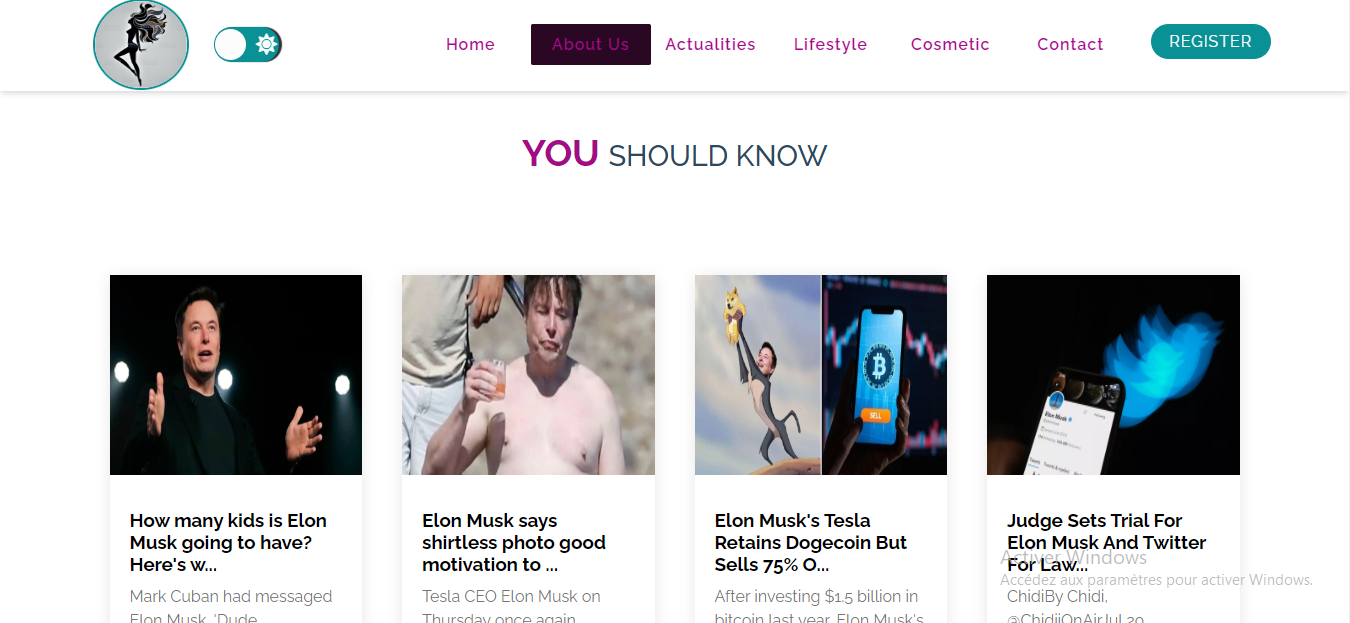 Home About Us Actualities Lifestyle Cosmetic Contact REGISTER
YOU SHOULD KNOW
SELL
Elon Musk
How many kids is Elon
Musk going to have?
Here's w...
Mark Cuban had messaged
Elon Musk, 'Dude,
Elon Musk says
shirtless photo good
motivation to ...
Tesla CEO Elon Musk on
Thursday once again
Elon Musk's Tesla
Retains Dogecoin But
Sells 75% O...
After investing $1.5 billion in
bitcoin last year, Elon Musk's
Judge Sets Trial For
Elon Musk And Twitter
For Law...
ChidiBy Chidi,
@ChidiiOnAirJul 20
Activer Windows
Accédez aux paramètres pour activer Windows.